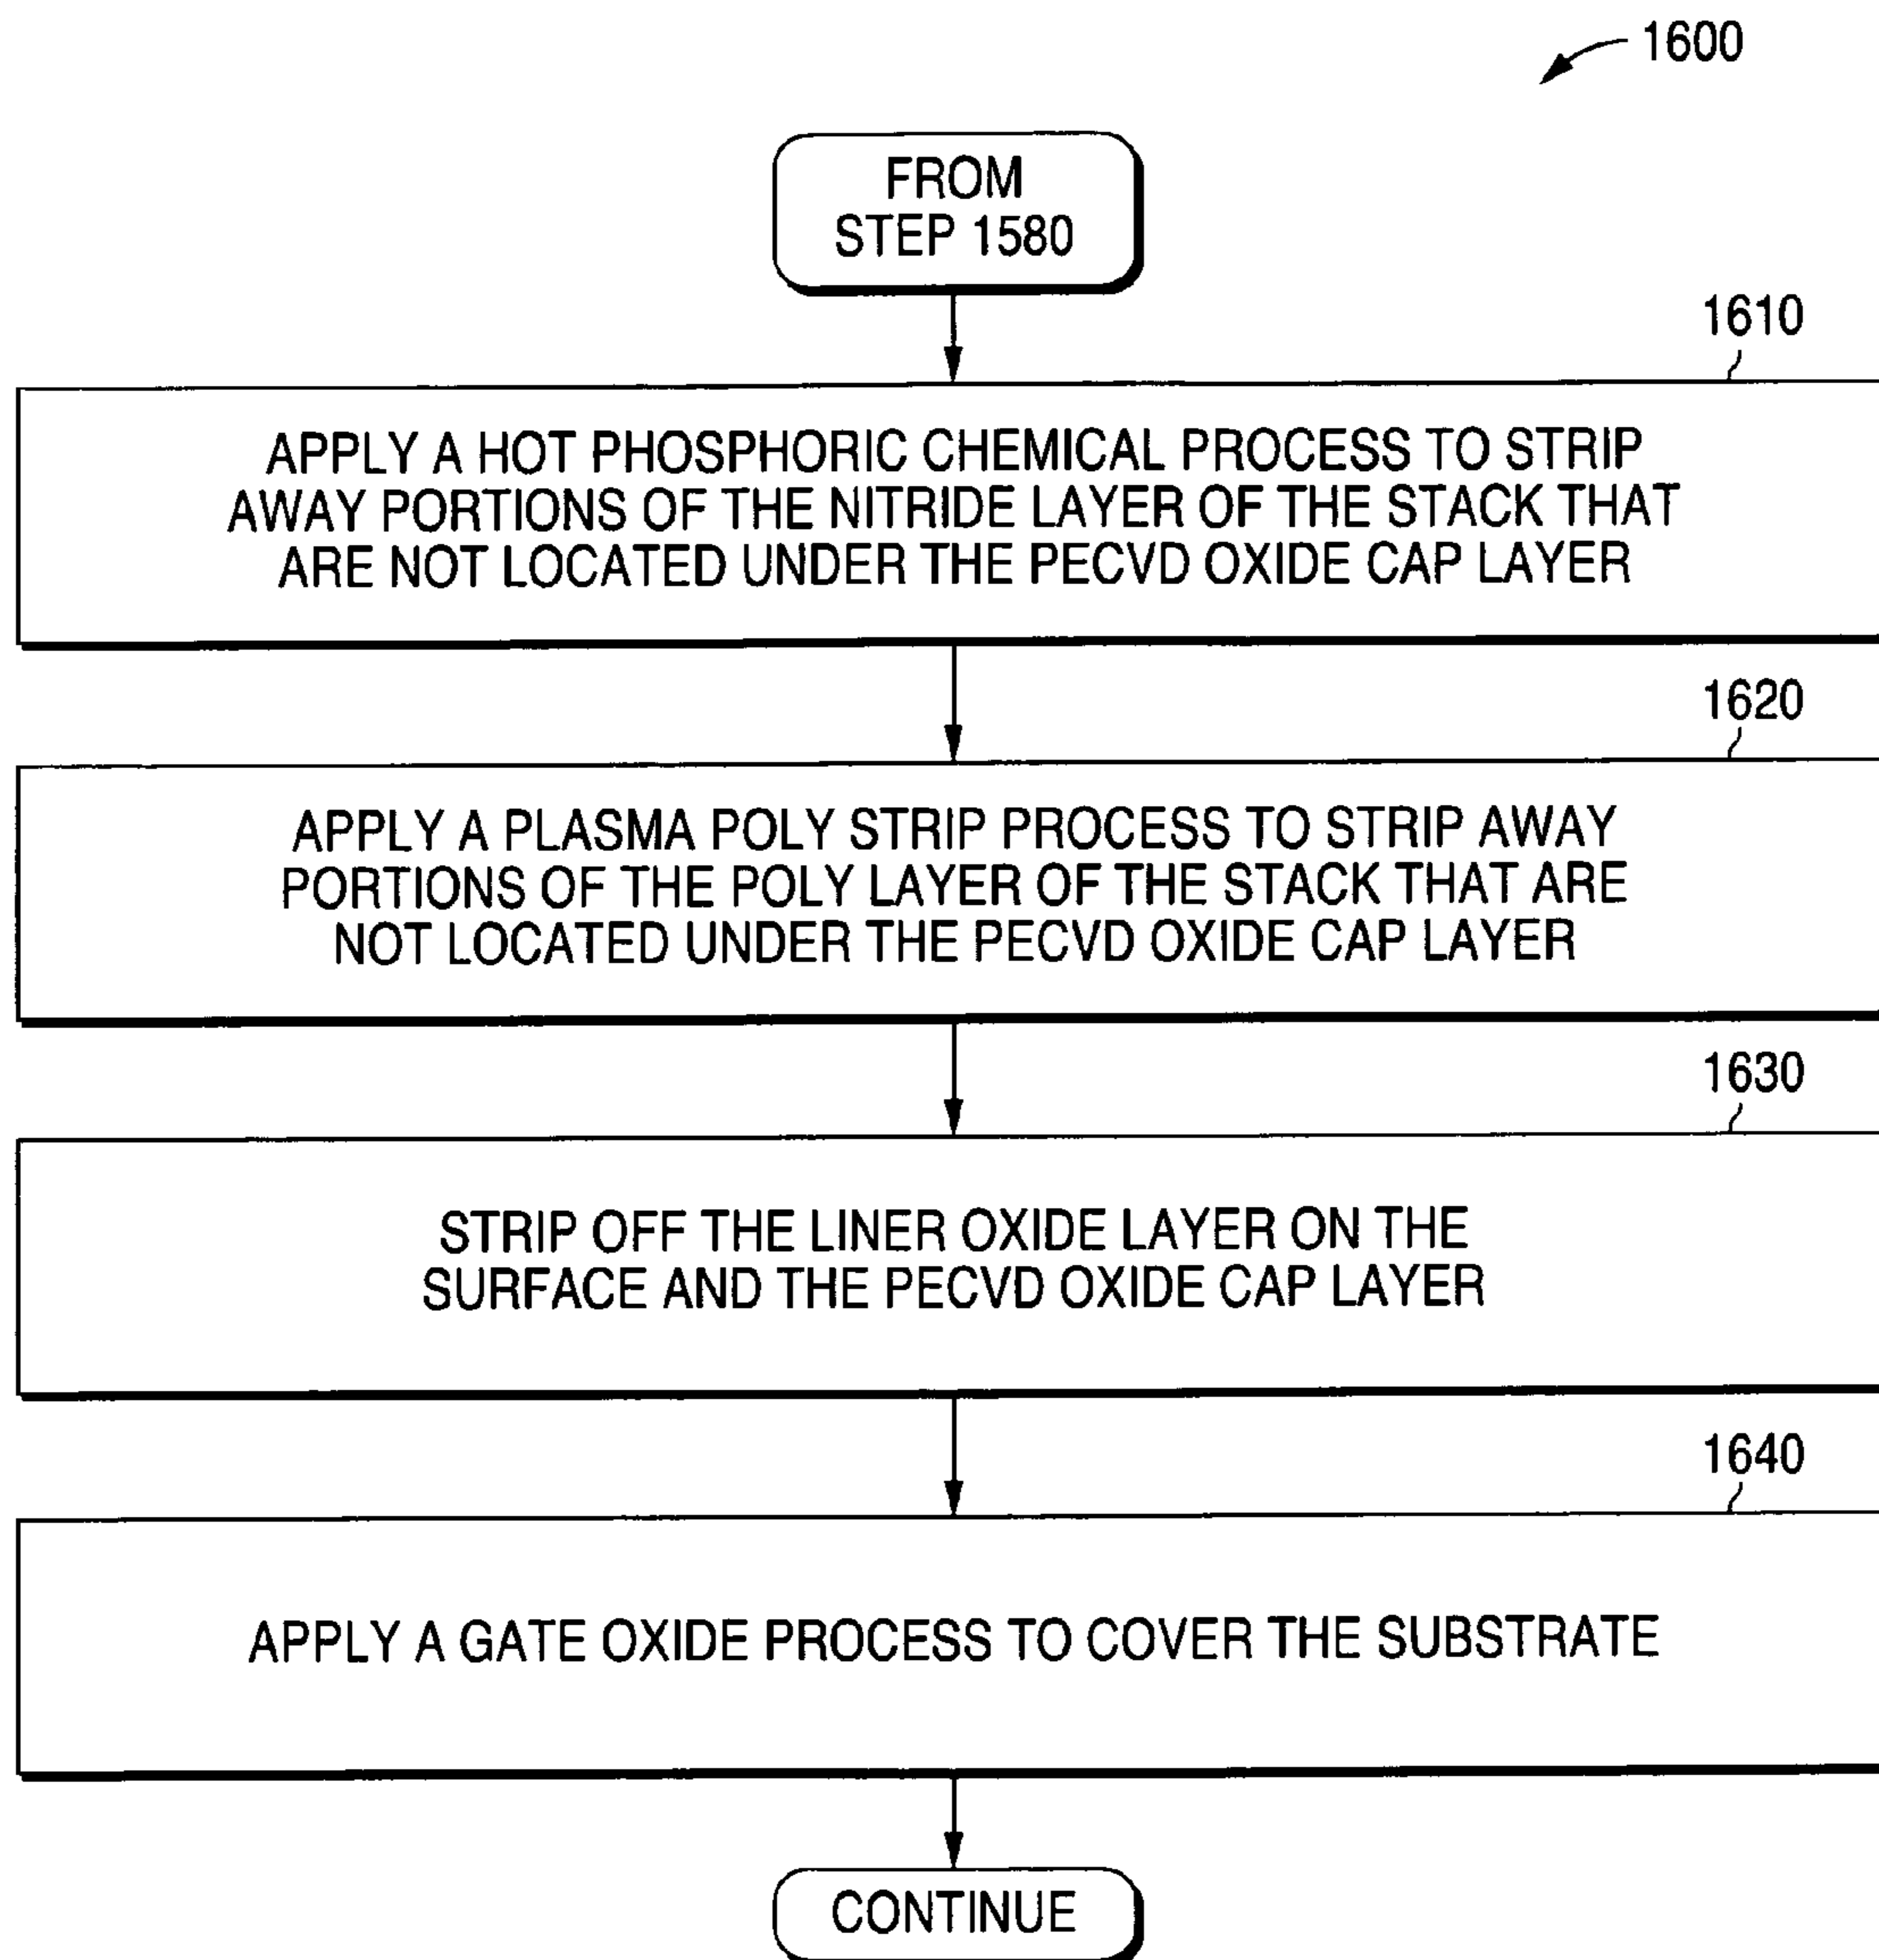 1600
FROM
STEP 1580
1610
APPLY A HOT PHOSPHORIC CHEMICAL PROCESS TO STRIP
AWAY PORTIONS OF THE NITRIDE LAYER OF THE STACK THAT
ARE NOT LOCATED UNDER THE PECVD OXIDE CAP LAYER
1620
APPLY A PLASMA POLY STRIP PROCESS TO STRIP AWAY
PORTIONS OF THE POLY LAYER OF THE STACK THAT ARE
NOT LOCATED UNDER THE PECVD OXIDE CAP LAYER
1630
STRIP OFF THE LINER OXIDE LAYER ON THE
SURFACE AND THE PECVD OXIDE CAP LAYER
1640
APPLY A GATE OXIDE PROCESS TO COVER THE SUBSTRATE
CONTINUE